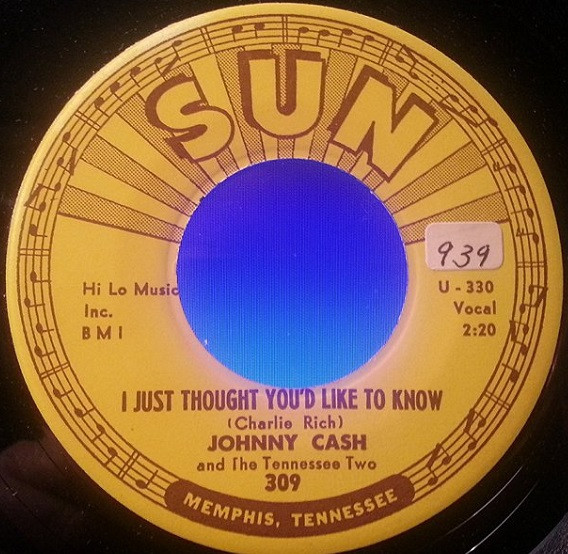 SUN
939
Hi Lo Music
Inc.
B M I
U - 330
Vocal
2:20
I JUST THOUGHT YOU'D LIKE TO KNOW
(Charlie Rich)
JOHNNY CASH
and The Tennessee Two
309
MEMPHIS, TENNESSEE